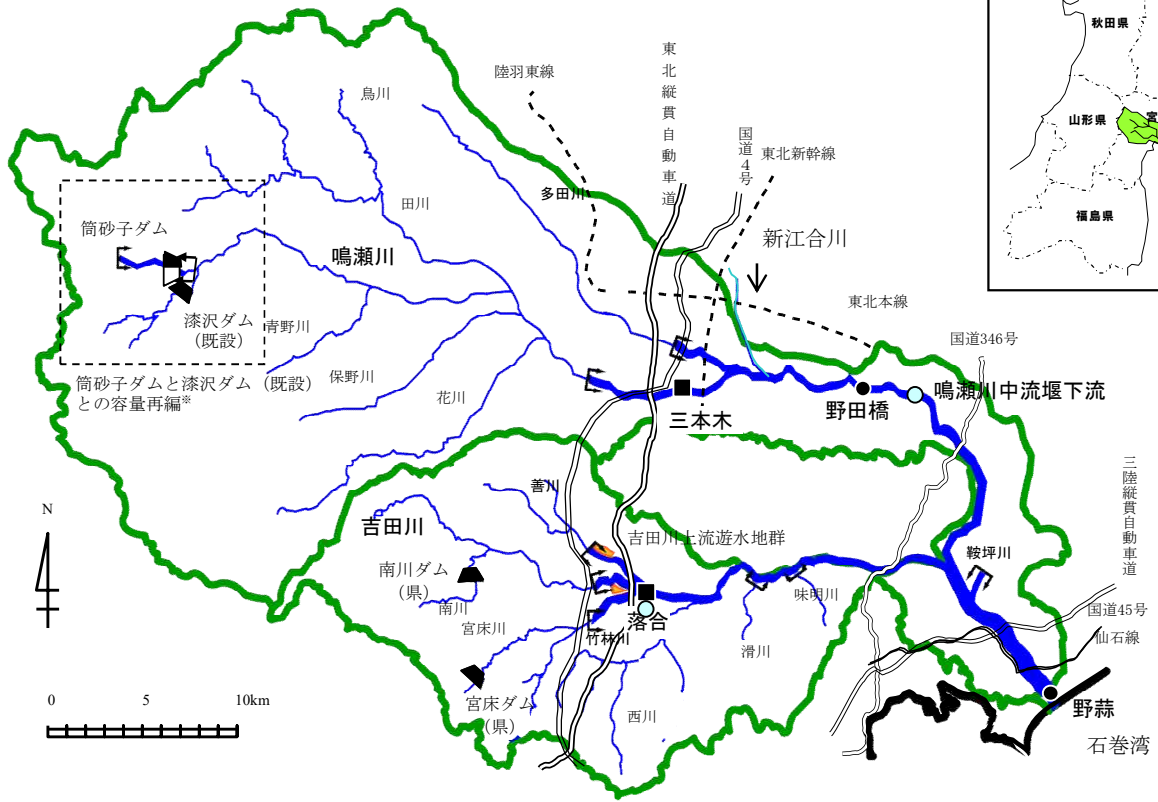 秋田県
山形県
宮
福島県
東北縦貫自動車道
陸羽東線
鳥川
国道4号
東北新幹線
多田川
田川
筒砂子ダム
鳴瀬川
新江合川
漆沢ダム
（既設）
青野川
東北本線
国道346号
筒砂子ダムと漆沢ダム（既設）
との容量再編※
保野川
花川
三本木
野田橋
鳴瀬川中流堰下流
三陸縦貫自動車道
N
善川
吉田川
吉田川上流遊水地群
鞍坪川
南川ダム
（県）
南川
味明川
宮床川
落合
竹林川
滑川
国道45号
仙石線
0 5 10km
宮床ダム
（県）
西川
野蒜
石巻湾